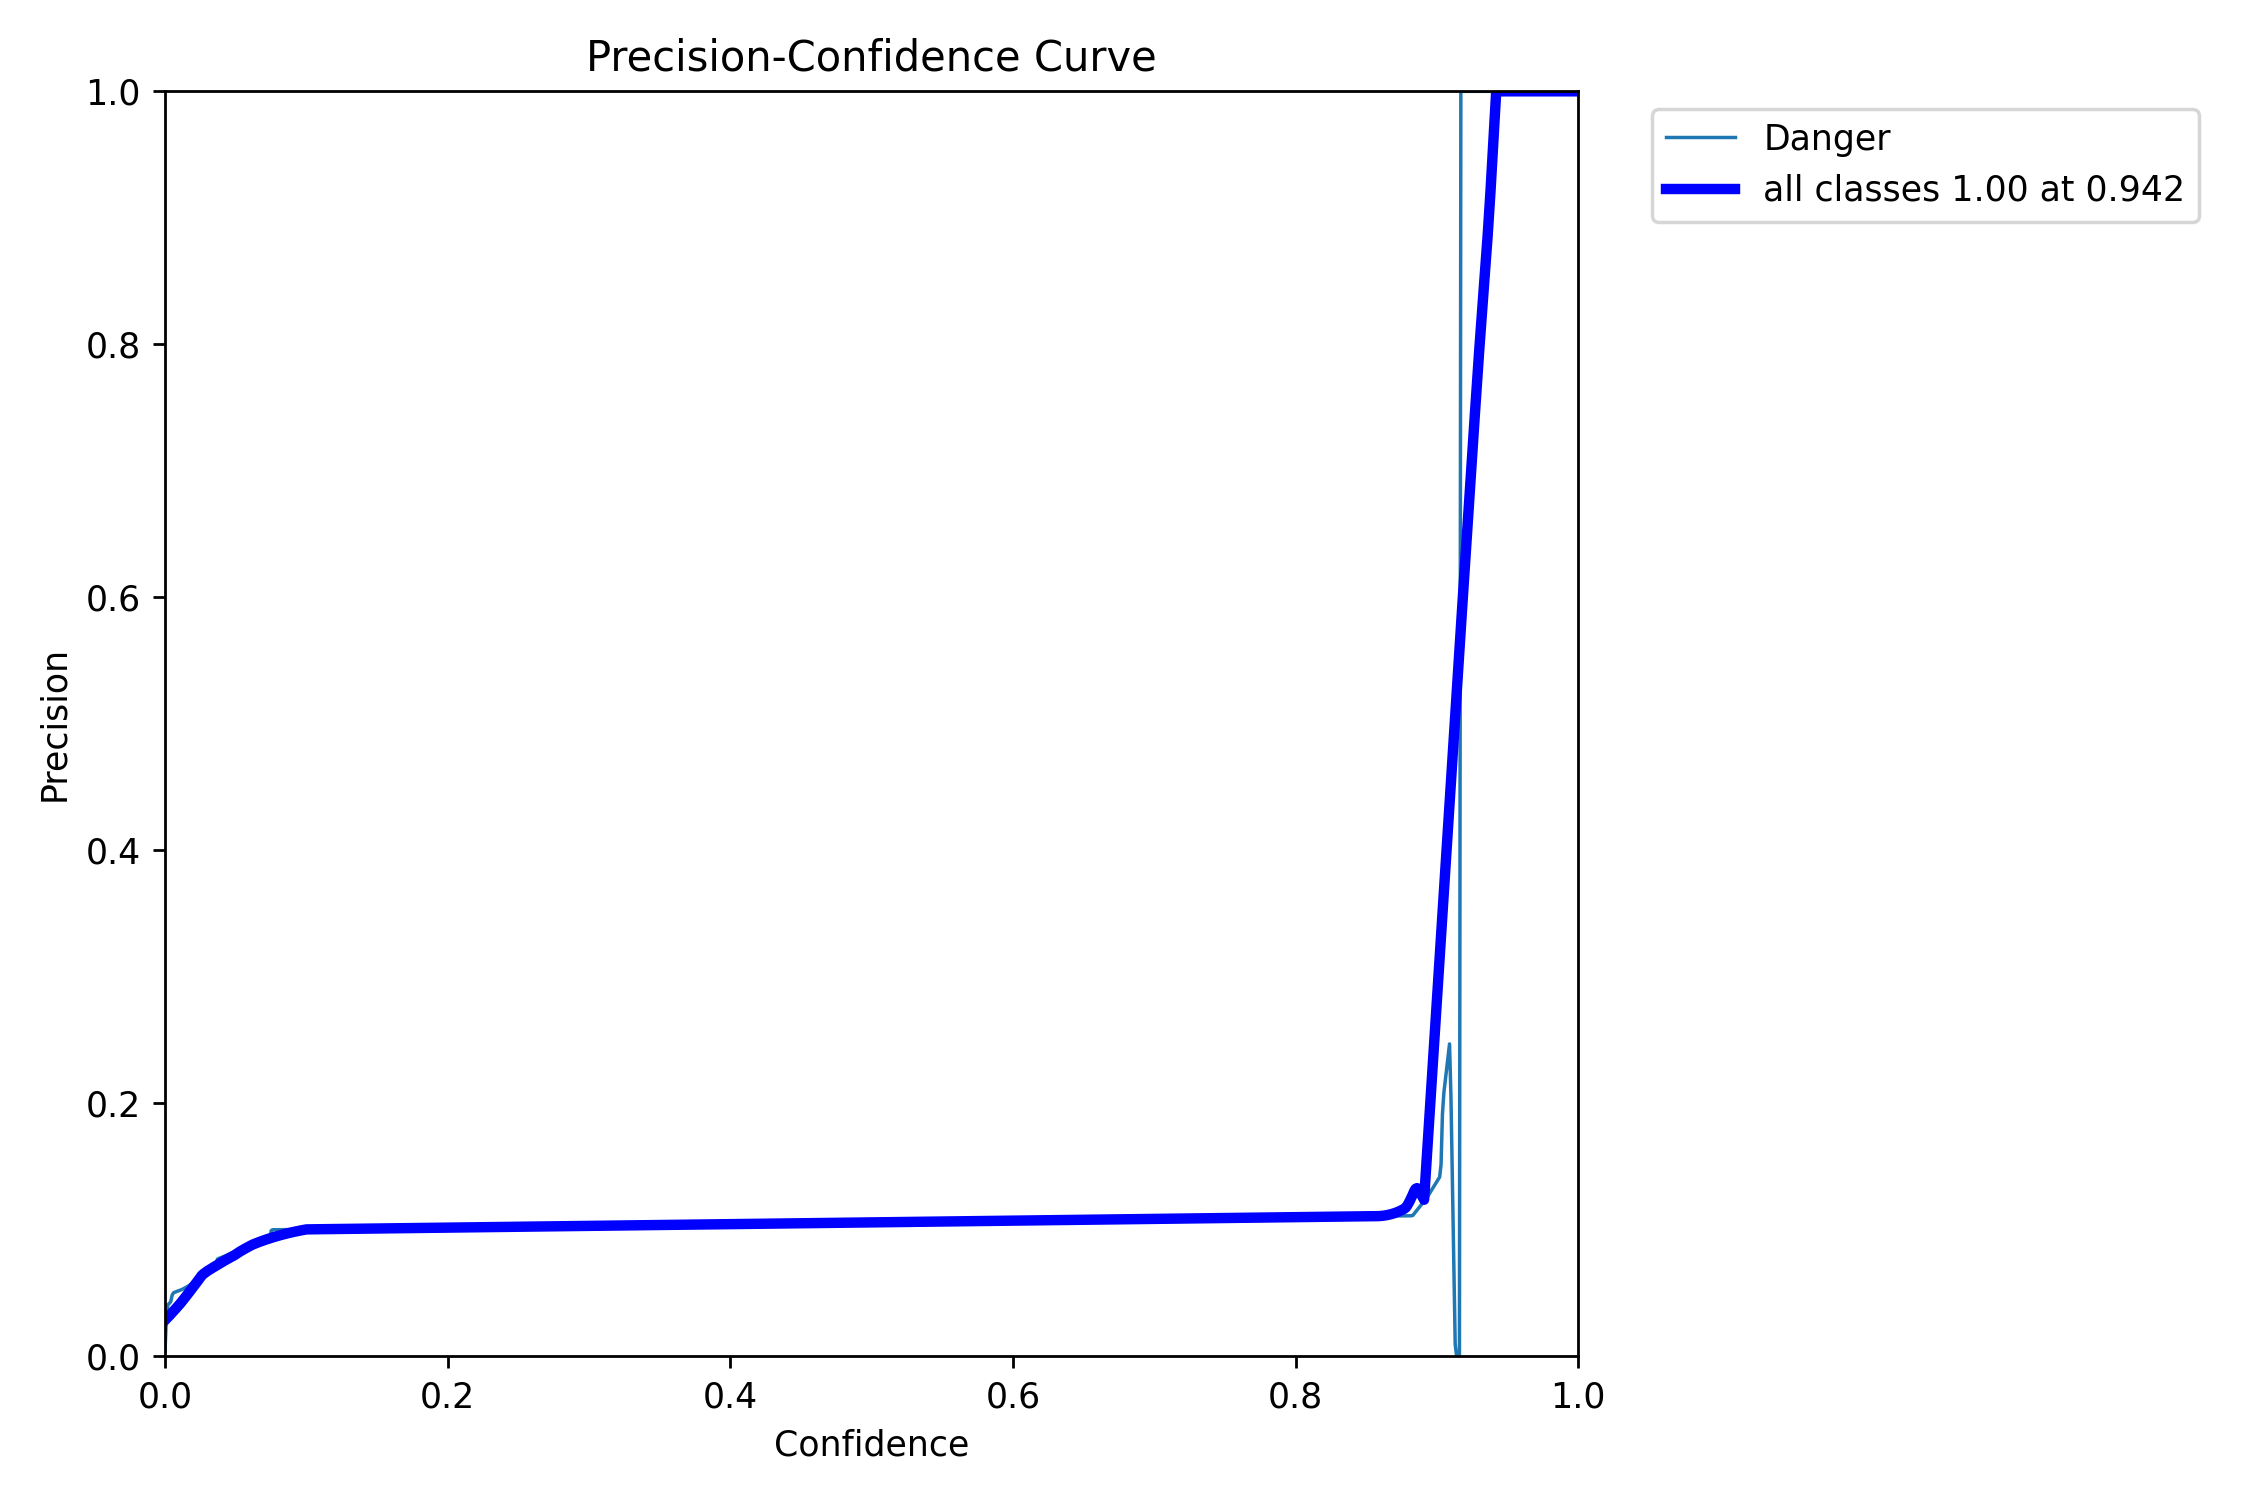 Precision-Confidence Curve
1.0
0.8
0.6
0.4
0.2
0.0
Precision
0.0 0.2 0.4 0.6 0.8 1.0
Confidence
Danger
all classes 1.00 at 0.942